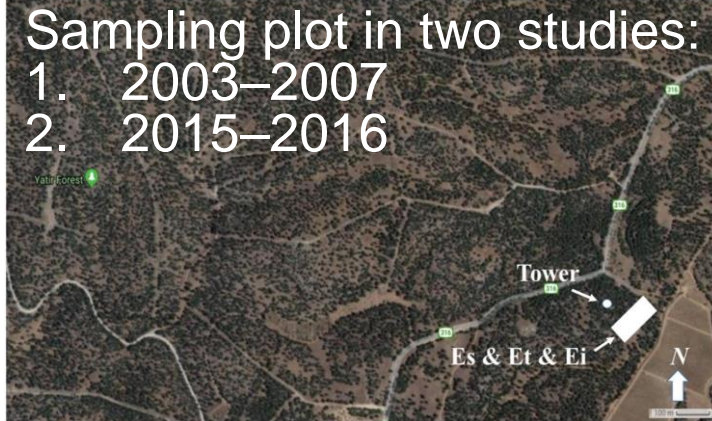 Sampling plot in two studies:
1. 2003–2007
2. 2015–2016
316
Yatir Forest
316
Tower
316
316
Es & Et & Ei
N
100 m